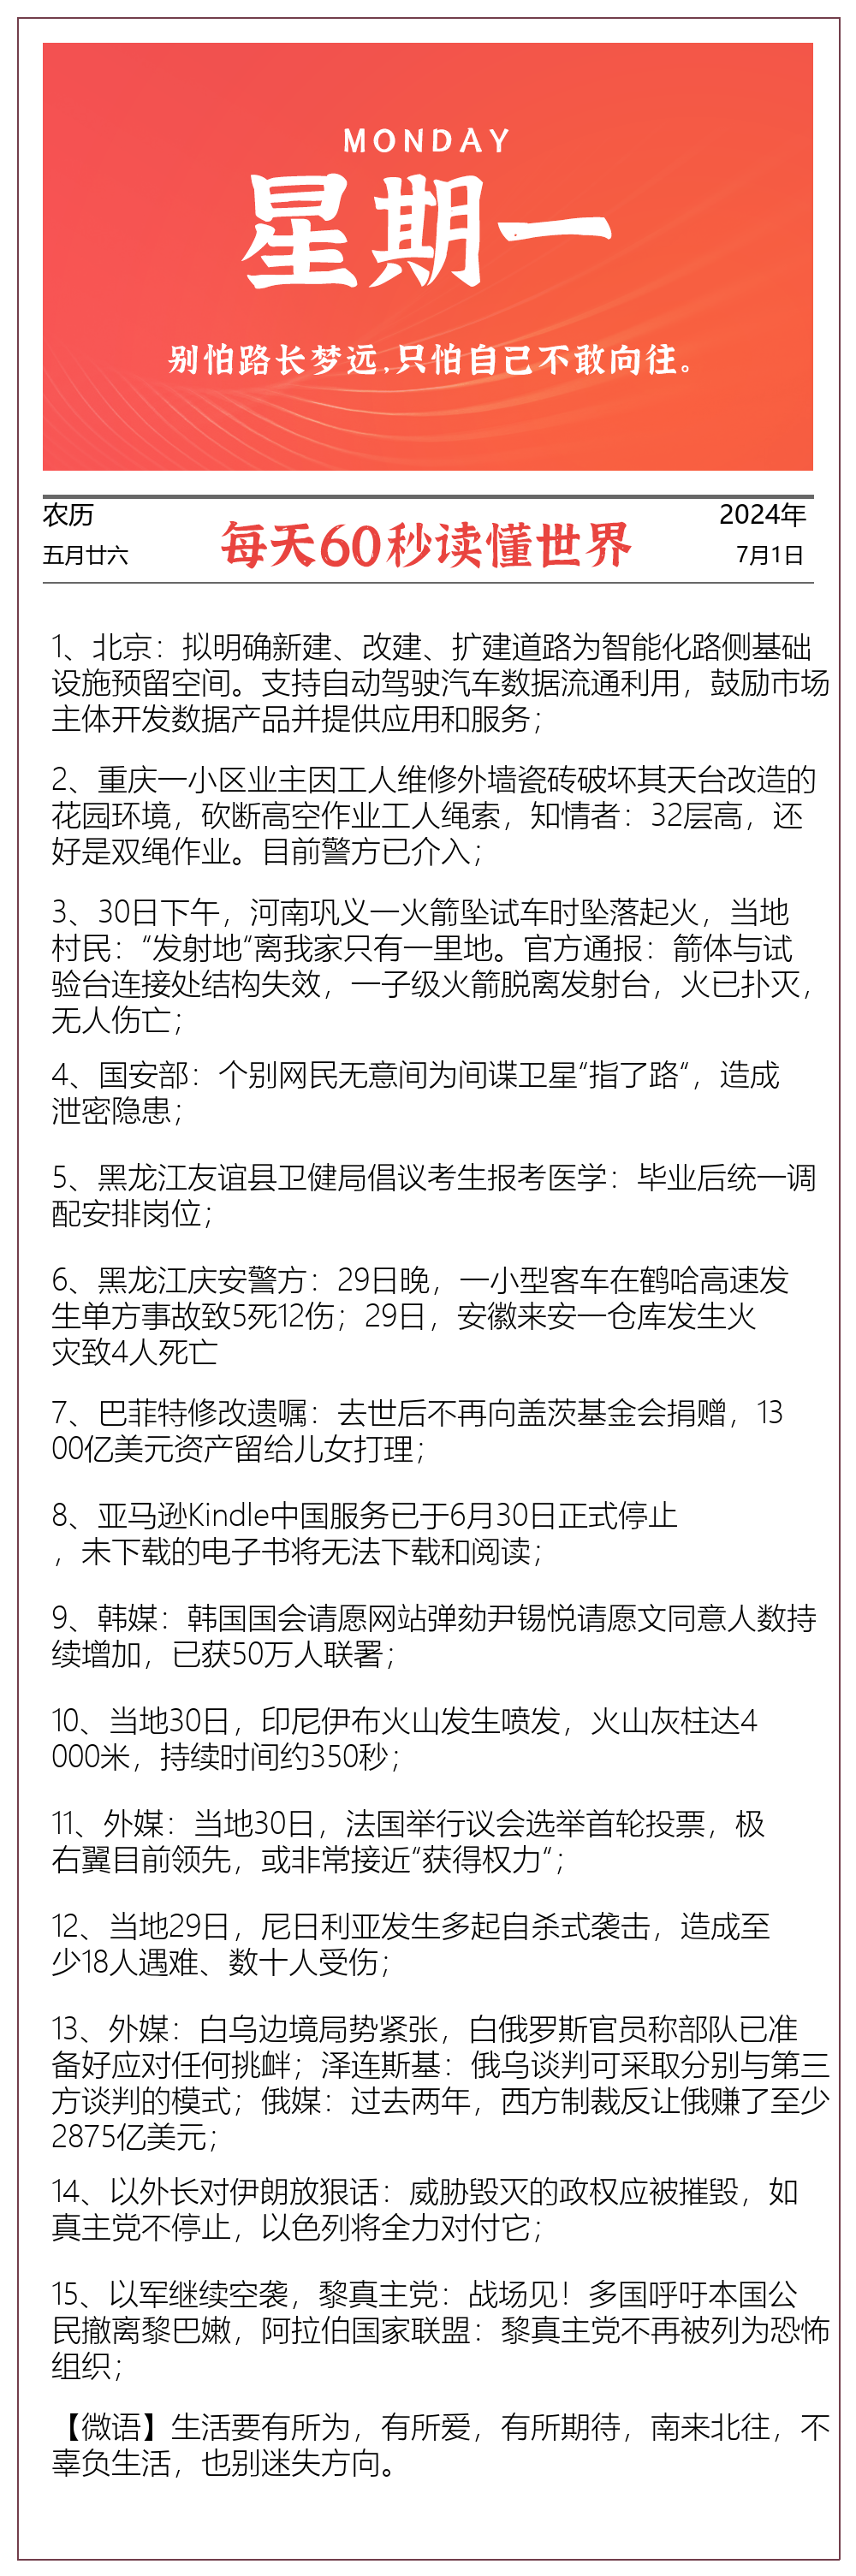 MONDAY
星期一
别怕路长梦远,只怕自己不敢向往。
农历
五月廿六
每天60秒读懂世界
2024年
7月1日
1、北京：拟明确新建、改建、扩建道路为智能化路侧基础
设施预留空间。支持自动驾驶汽车数据流通利用，鼓励市场
主体开发数据产品并提供应用和服务；
2、重庆一小区业主因工人维修外墙瓷砖破坏其天台改造的
花园环境，砍断高空作业工人绳索，知情者：32层高，还
好是双绳作业。目前警方已介入；
3、30日下午，河南巩义一火箭坠试车时坠落起火，当地
村民：“发射地“离我家只有一里地。官方通报：箭体与试
验台连接处结构失效，一子级火箭脱离发射台，火已扑灭，
无人伤亡；
4、国安部：个别网民无意间为间谍卫星“指了路“，造成
泄密隐患；
5、黑龙江友谊县卫健局倡议考生报考医学：毕业后统一调
配安排岗位；
6、黑龙江庆安警方：29日晚，一小型客车在鹤哈高速发
生单方事故致5死12伤；29日，安徽来安一仓库发生火
灾致4人死亡
7、巴菲特修改遗嘱：去世后不再向盖茨基金会捐赠，13
00亿美元资产留给儿女打理；
8、亚马逊Kindle中国服务已于6月30日正式停止
，未下载的电子书将无法下载和阅读；
9、韩媒：韩国国会请愿网站弹劾尹锡悦请愿文同意人数持
续增加，已获50万人联署；
10、当地30日，印尼伊布火山发生喷发，火山灰柱达4
000米，持续时间约350秒；
11、外媒：当地30日，法国举行议会选举首轮投票，极
右翼目前领先，或非常接近“获得权力“；
12、当地29日，尼日利亚发生多起自杀式袭击，造成至
少18人遇难、数十人受伤；
13、外媒：白乌边境局势紧张，白俄罗斯官员称部队已准
备好应对任何挑衅；泽连斯基：俄乌谈判可采取分别与第三
方谈判的模式；俄媒：过去两年，西方制裁反让俄赚了至少
2875亿美元；
14、以外长对伊朗放狠话：威胁毁灭的政权应被摧毁，如
真主党不停止，以色列将全力对付它；
15、以军继续空袭，黎真主党：战场见！多国呼吁本国公
民撤离黎巴嫩，阿拉伯国家联盟：黎真主党不再被列为恐怖
组织；
【微语】生活要有所为，有所爱，有所期待，南来北往，不
辜负生活，也别迷失方向。